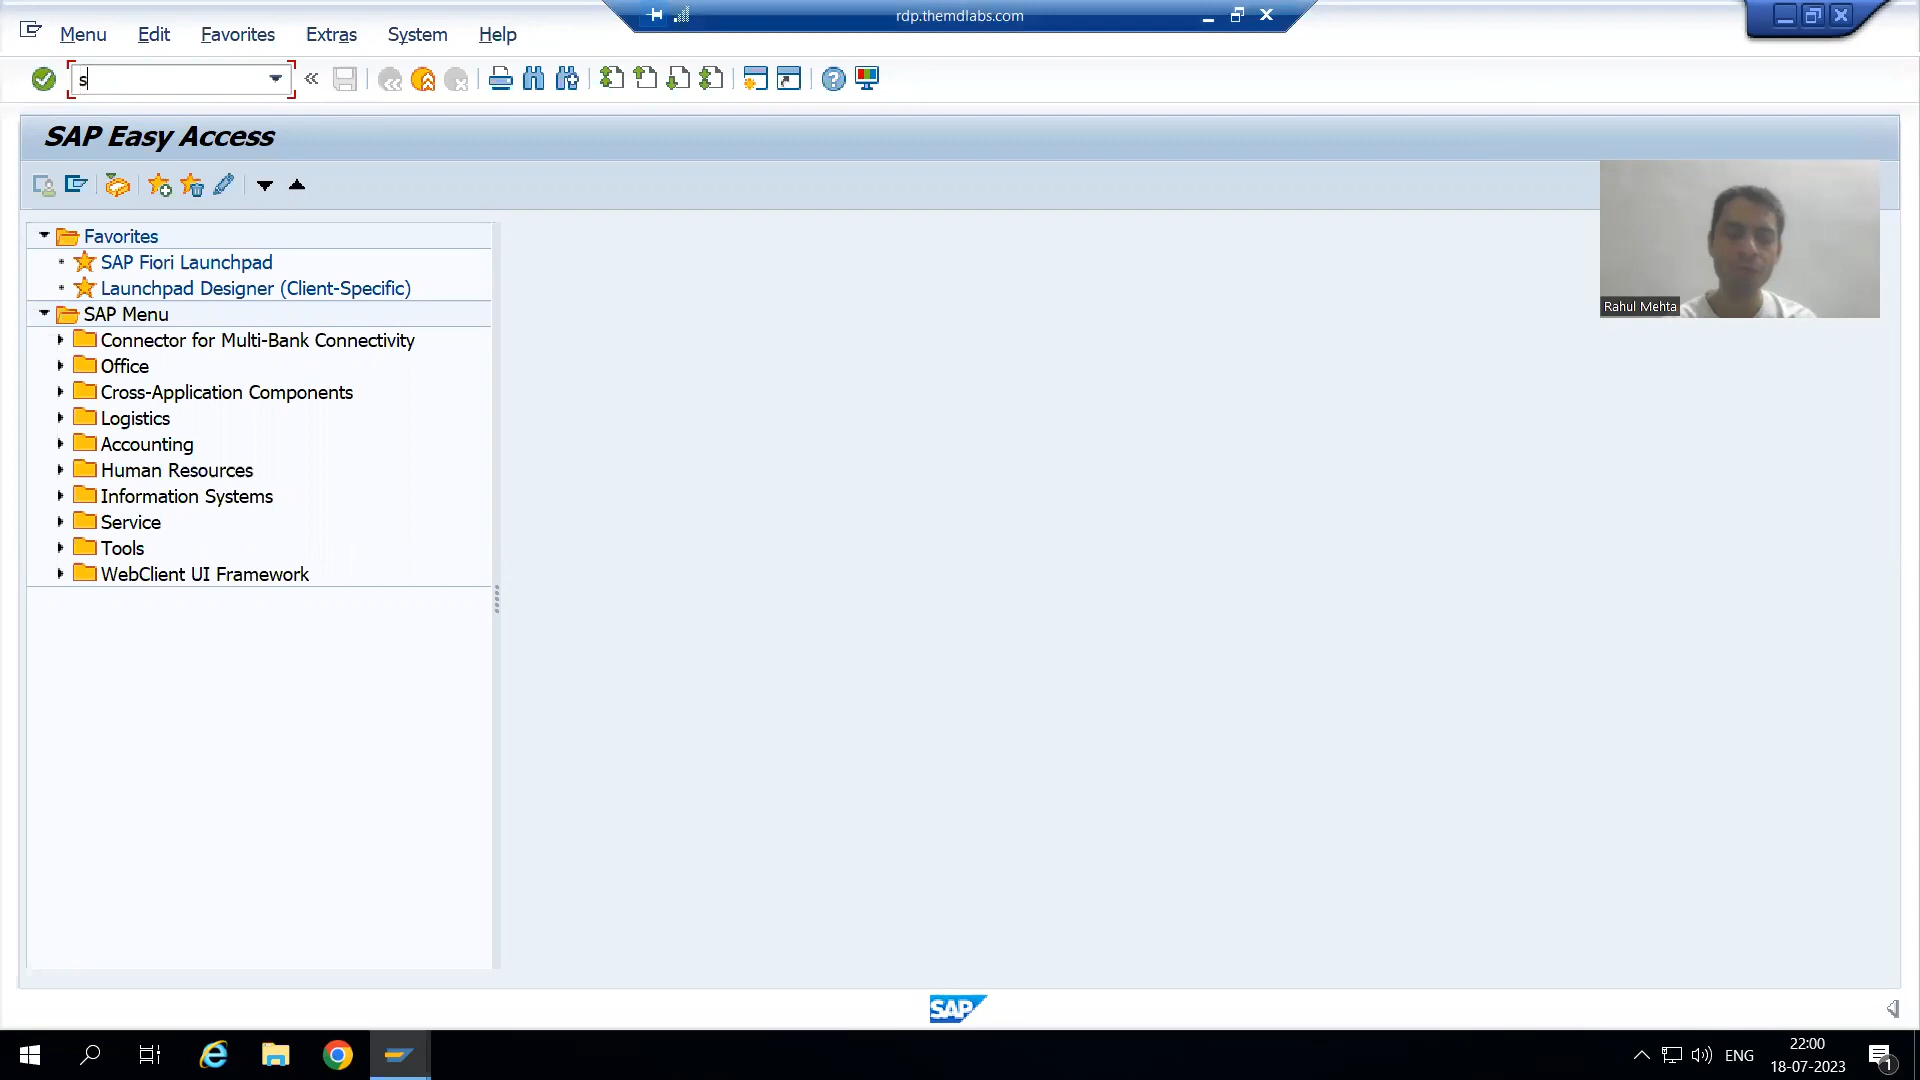 rdp.themdlabs.com
Menu Edit Favorites Extras System Help
s
SAP Easy Access
Favorites
SAP Fiori Launchpad
Launchpad Designer (Client-Specific)
SAP Menu
Connector for Multi-Bank Connectivity
Office
Cross-Application Components
Logistics
Accounting
Human Resources
Information Systems
Service
Tools
WebClient UI Framework
Rahul Mehta
SAP
ENG
22:00
18-07-2023
1